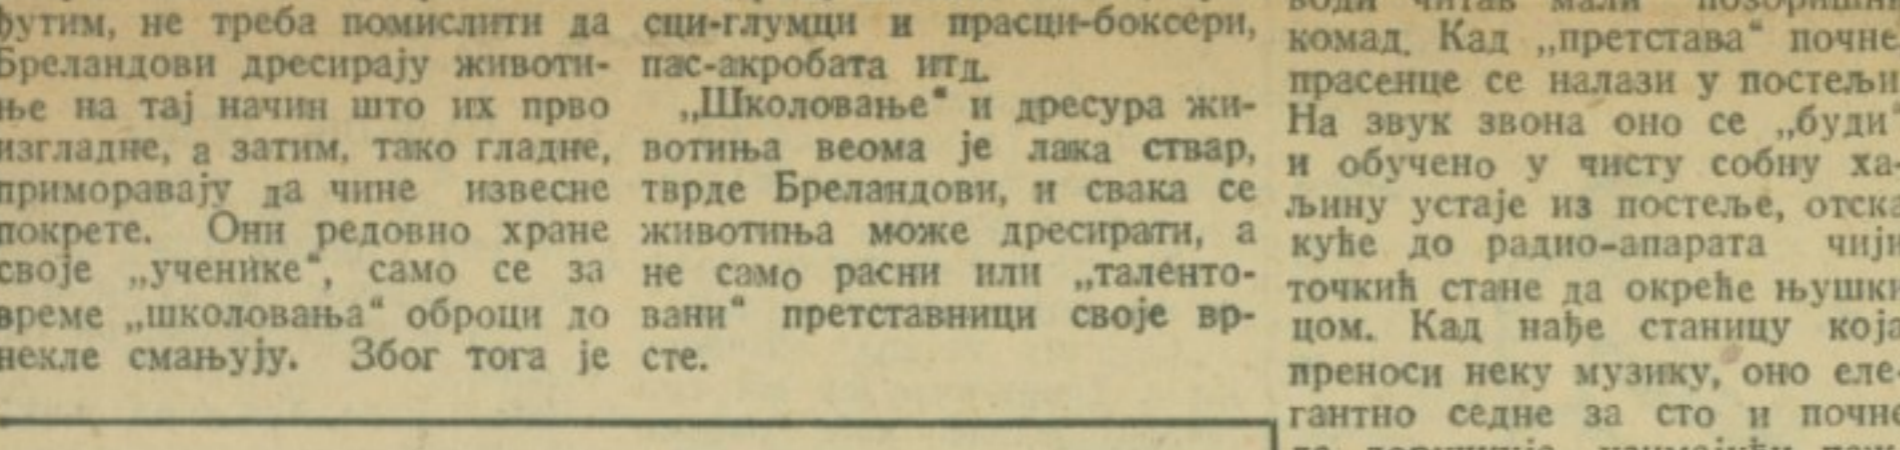 ђутим, не треба помислити да
Бреландови дресирају животи-
ње на тај начин што их прво
изгладне, а затим, тако гладне,
приморавају да чине извесне
покрете. Они редовно хране
своје „ученике“, само се за
време „школовања“ оброци до
некле смањују. Због тога је
сци-глумци и прасци-боксери,
пас-акробата итд.
„Школовање“ и дресура жи-
вотиња веома је лака ствар,
тврде Бреландови, и свака се
животиња може дресирати, а
не само расни или „таленто-
вани“ претставници своје вр-
сте.
води читав мали
комад. Кад „претстава“ почне
прасенце се налази у постељи
На звук звона оно се „буди“
и обучено у чисту собну ха-
љину устаје из постеље, отска
куће до радио-апарата чији
точкић стане да окреће њушки
цом. Кад нађе станицу која
преноси неку музику, оно еле-
гантно седне за сто и почне